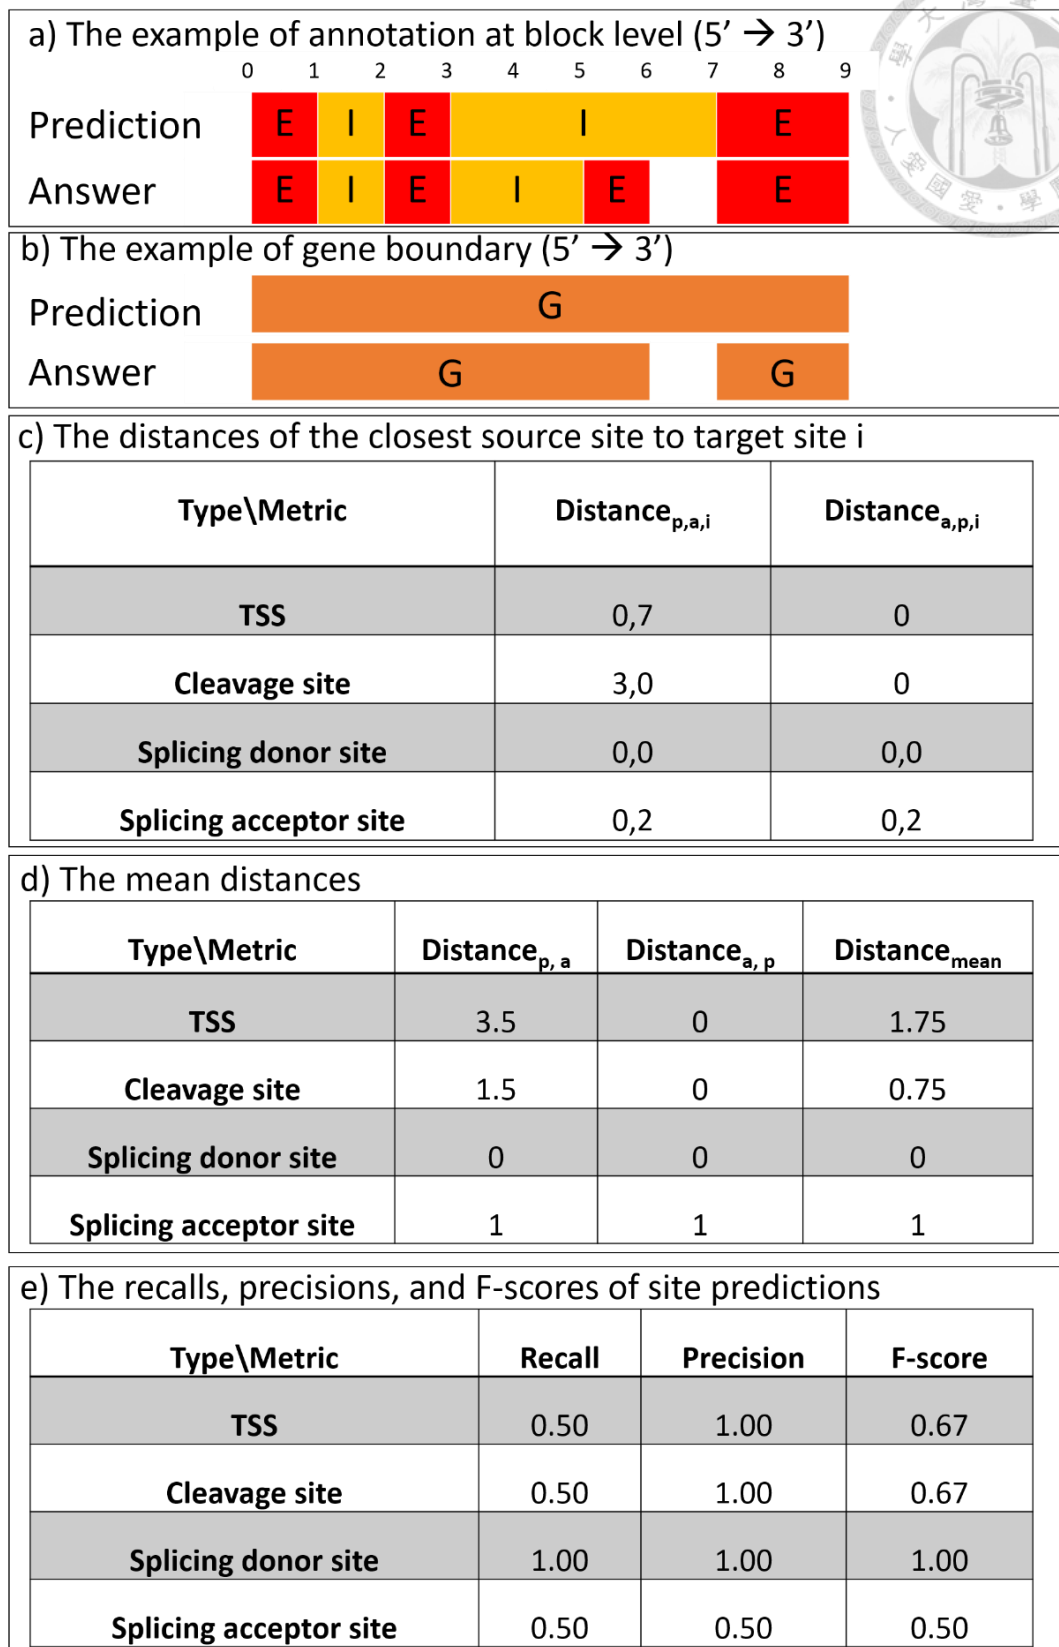 a) The example of annotation at block level (5’ → 3’)
0 1 2 3 4 5 6 7 8 9
Prediction E I E I E
Answer E I E I E E
b) The example of gene boundary (5’ → 3’)
Prediction G
Answer G G
c) The distances of the closest source site to target site i
Type\Metric Distancep,a,i Distancea,p,i
TSS 0,7 0
Cleavage site 3,0 0
Splicing donor site 0,0 0,0
Splicing acceptor site 0,2 0,2
d) The mean distances
Type\Metric Distancep, a Distancea, p Distancemean
TSS 3.5 0 1.75
Cleavage site 1.5 0 0.75
Splicing donor site 0 0 0
Splicing acceptor site 1 1 1
e) The recalls, precisions, and F-scores of site predictions
Type\Metric Recall Precision F-score
TSS 0.50 1.00 0.67
Cleavage site 0.50 1.00 0.67
Splicing donor site 1.00 1.00 1.00
Splicing acceptor site 0.50 0.50 0.50